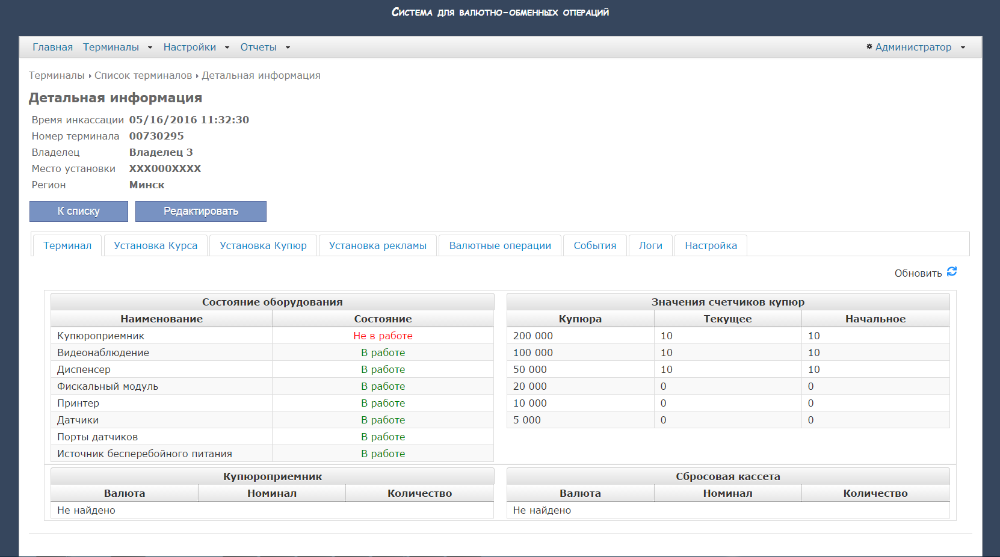 Система для валютно-обменных операций
Главная Терминалы Настройки Отчеты Администратор
Терминалы Список терминалов Детальная информация
Детальная информация
Время инкассации 05/16/2016 11:32:30
Номер терминала 00730295
Владелец Владелец 3
Место установки XXX000XXXX
Регион Минск
К списку Редактировать
Терминал Установка Курса Установка Купюр Установка рекламы Валютные операции События Логи Настройка
Обновить
Состояние оборудования
Наименование Состояние
Купюроприемник Не в работе
Видеонаблюдение В работе
Диспенсер В работе
Фискальный модуль В работе
Принтер В работе
Датчики В работе
Порты датчиков В работе
Источник бесперебойного питания В работе
Значения счетчиков купюр
Купюра Текущее Начальное
200 000 10 10
100 000 10 10
50 000 10 10
20 000 0 0
10 000 0 0
5 000 0 0
Купюроприемник
Валюта Номинал Количество
Не найдено
Сбросовая кассета
Валюта Номинал Количество
Не найдено